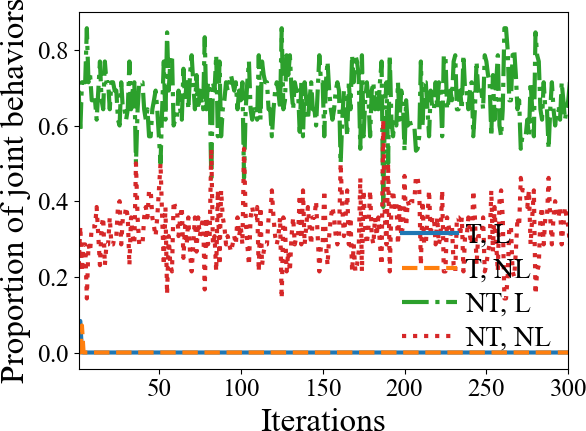 Proportion of joint behaviors
0.8
0.6
0.4
0.2
0.0
T, L
T, NL
NT, L
NT, NL
50 100 150 200 250 300
Iterations